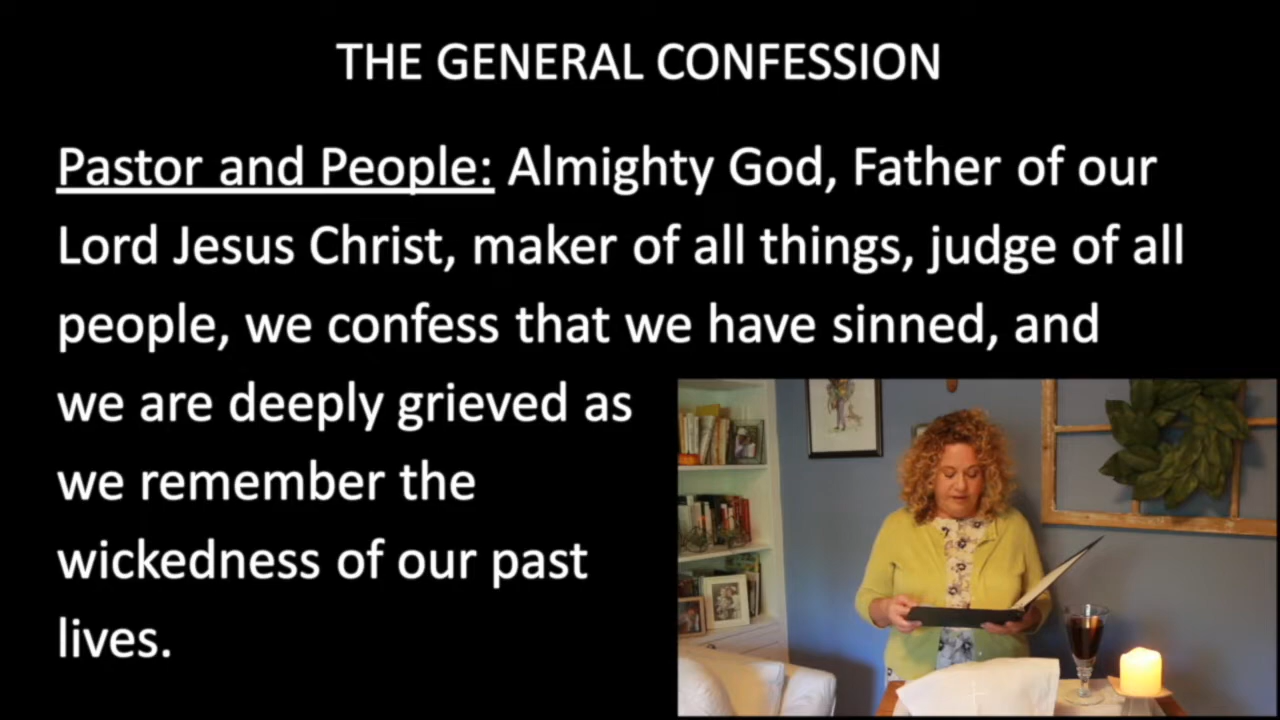 THE GENERAL CONFESSION
Pastor and People: Almighty God, Father of our
Lord Jesus Christ, maker of all things, judge of all
people, we confess that we have sinned, and
we are deeply grieved as
we remember the
wickedness of our past
lives.